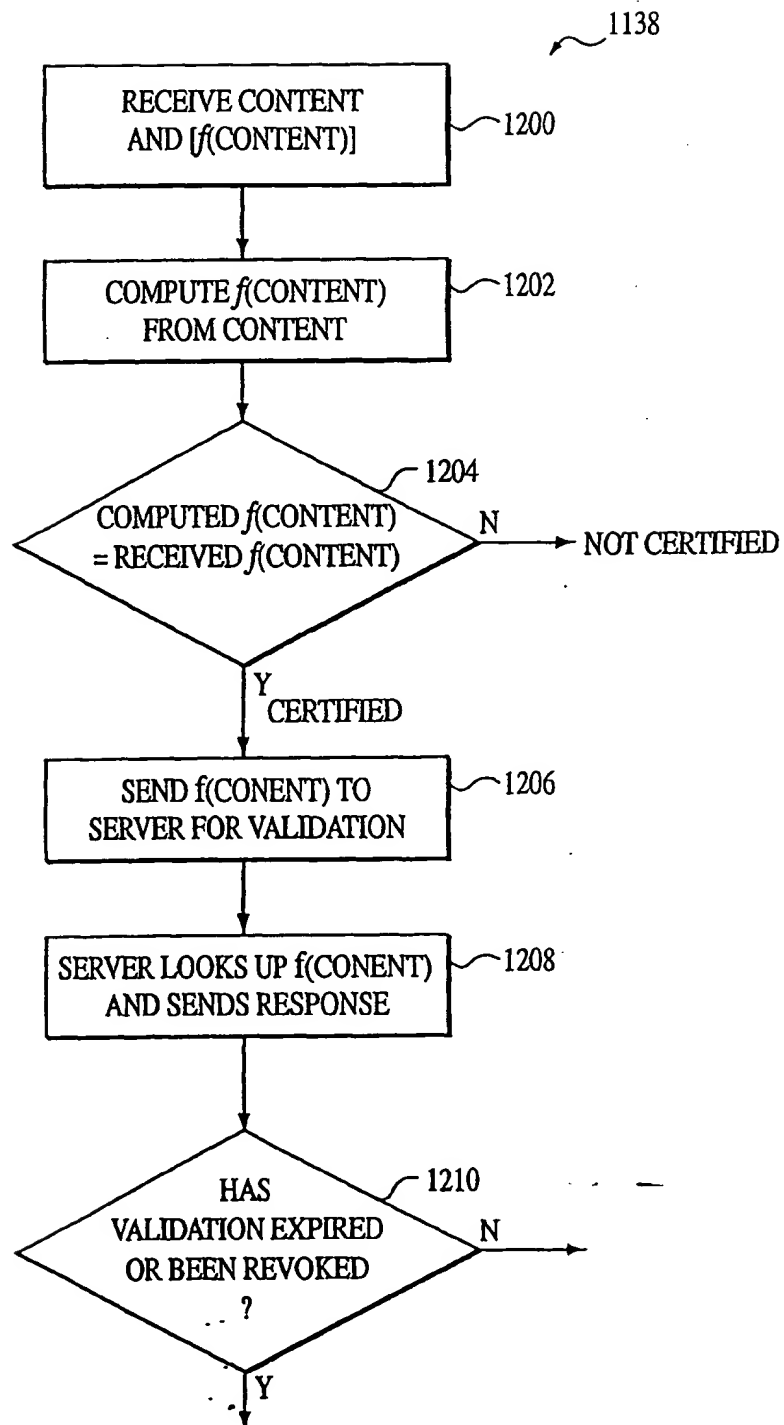 1138
RECEIVE CONTENT
AND [f(CONTENT)]
1200
COMPUTE f(CONTENT)
FROM CONTENT
1202
1204
COMPUTED f(CONTENT)
= RECEIVED f(CONTENT)
N
NOT CERTIFIED
Y
CERTIFIED
SEND f(CONENT) TO
SERVER FOR VALIDATION
1206
SERVER LOOKS UP f(CONENT)
AND SENDS RESPONSE
1208
1210
HAS
VALIDATION EXPIRED
OR BEEN REVOKED
?
N
Y